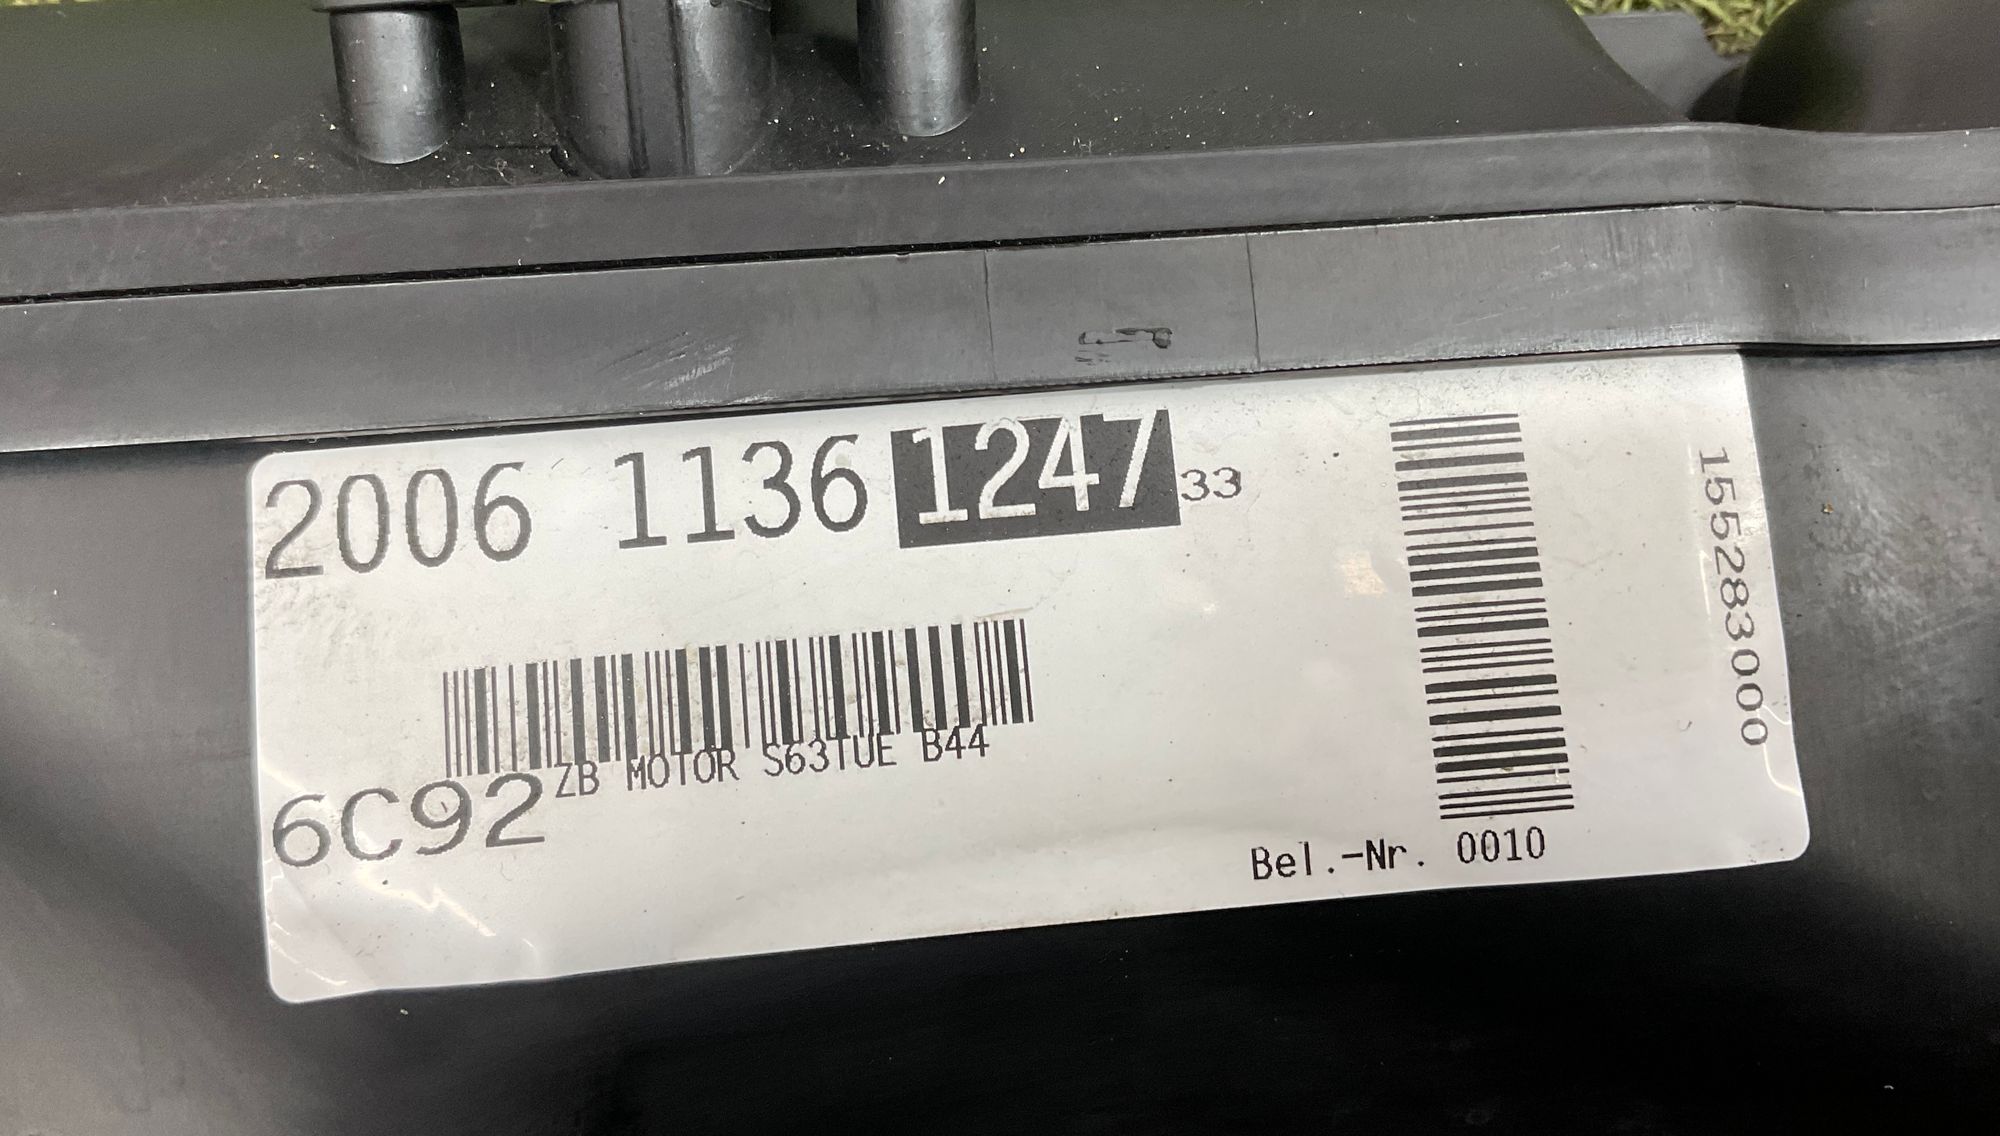 2006 1136 1247 33
ZB MOTOR S63TUE B44
6C92
Bel.-Nr. 0010
155283000